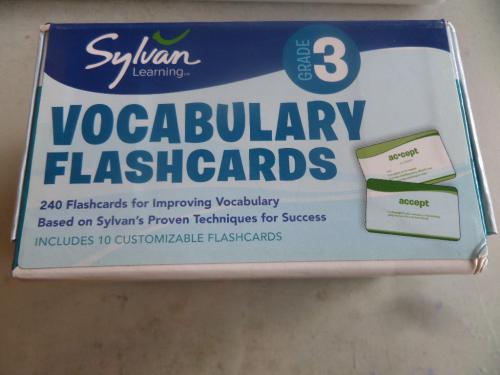 Sylvan
Learning
GRADE 3
VOCABULARY
FLASHCARDS
240 Flashcards for Improving Vocabulary
Based on Sylvan's Proven Techniques for Success
INCLUDES 10 CUSTOMIZABLE FLASHCARDS
ac•cept
accept